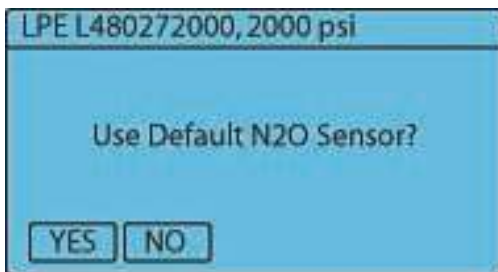 LPE L480272000, 2000 psi
Use Default N2O Sensor?
YES NO